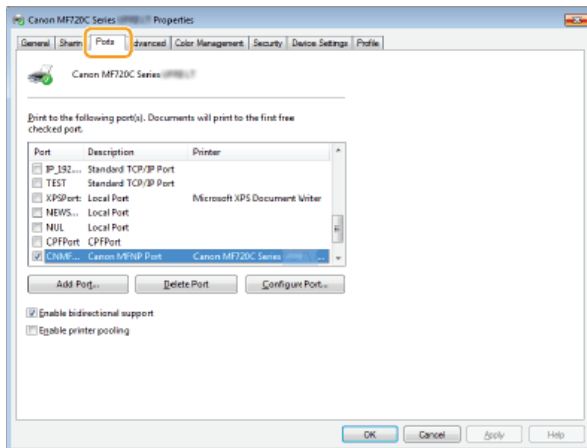 Canon MF720C Series Properties
General Sharin Ports dvanced Color Management Security Device Settings Profile
Canon MF720C Series
Print to the following port(s). Documents will print to the first free
checked port.
Port Description Printer
IP_192... Standard TCP/IP Port
TEST Standard TCP/IP Port
XPSPort: Local Port Microsoft XPS Document Writer
NEWS... Local Port
NUL Local Port
CPFPort CPFPort
CNMF... Canon MFNP Port Canon MF720C Series ...
Add Port... Delete Port Configure Port...
Enable bidirectional support
Enable printer pooling
OK Cancel Apply Help